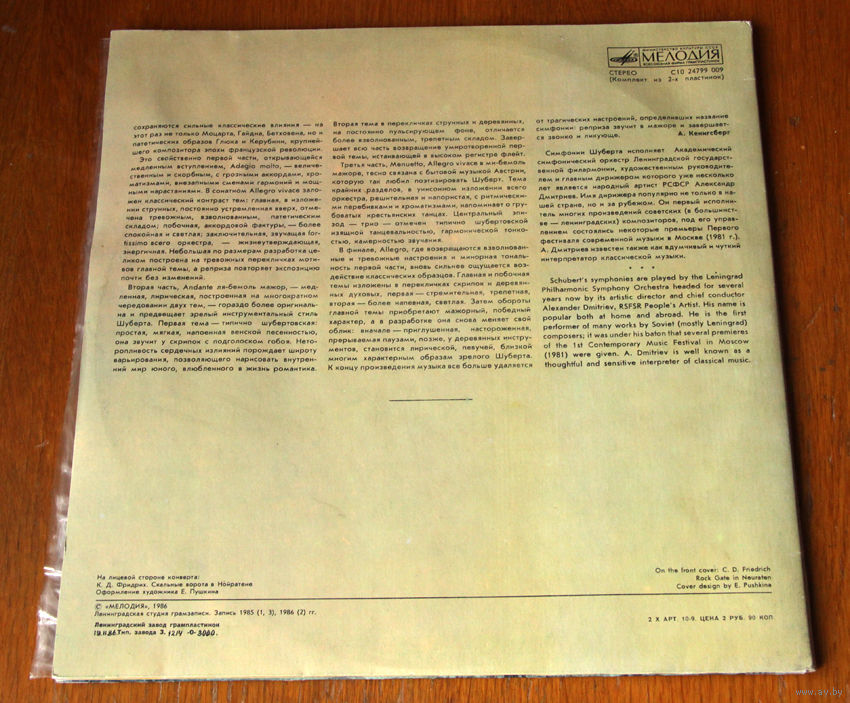 МИНИСТЕРСТВО КУЛЬТУРЫ СССР
МЕЛОДИЯ
ВСЕСОЮЗНАЯ ФИРМА ГРАМПЛАСТИНОК
СТЕРЕО С10 24799 009
(Комплект из 2-х пластинок)
сохраняются сильные классические влияния — на
этот раз не только Моцарта, Гайдна, Бетховена, но и
патетических образов Глюка и Керубини, крупней-
шего композитора эпохи французской революции.
Это свойственно первой части, открывающейся
медленным вступлением, Adagio molto, — величе-
ственным и скорбным, с грозными аккордами, хро-
матизмами, внезапными сменами гармоний и мощ-
ными нарастаниями. В сонатном Allegro vivace зало-
жен классический контраст тем: главная, в изложе-
нии струнных, постоянно устремленная вверх, отме-
чена тревожным, взволнованным, патетическим
складом; побочная, аккордовой фактуры, — более
спокойная и светлая; заключительная, звучащая for-
tissimo всего оркестра, — жизнеутверждающая,
энергичная. Небольшая по размерам разработка це-
ликом построена на тревожных перекличках моти-
вов главной темы, а реприза повторяет экспозицию
почти без изменений.
Вторая часть, Andante ля-бемоль мажор, — мед-
ленная, лирическая, построенная на многократном
чередовании двух тем, — гораздо более оригиналь-
на и предвещает зрелый инструментальный стиль
Шуберта. Первая тема — типично шубертовская:
простая, мягкая, напоенная венской песенностью,
она звучит у скрипок с подголоском гобоя. Нето-
ропливость сердечных излияний порождает широту
варьирования, позволяющего нарисовать внутрен-
ний мир юного, влюбленного в жизнь романтика.
Вторая тема в перекличках струнных и деревянных,
на постоянно пульсирующем фоне, отличается
более взволнованным, трепетным складом. Завер-
шает всю часть возвращение умиротворенной пер-
вой темы, истаивающей в высоком регистре флейт.
Третья часть, Menuetto, Allegro vivace в ми-бемоль
мажоре, тесно связана с бытовой музыкой Австрии,
которую так любил поэтизировать Шуберт. Тема
крайних разделов, в унисонном изложении всего
оркестра, решительна и напориста, с ритмически-
ми перебивками и хроматизмами, напоминает о гру-
боватых крестьянских танцах. Центральный эпи-
зод — трио — отмечен типично шубертовской
изящной танцевальностью, гармонической тонко-
стью, камерностью звучания.
В финале, Allegro, где возвращаются взволнован-
ные и тревожные настроения и минорная тональ-
ность первой части, вновь сильнее ощущается воз-
действие классических образцов. Главная и побочная
темы изложены в перекличках скрипок и деревян-
ных духовых, первая — стремительная, трепетная,
вторая — более напевная, светлая. Затем обороты
главной темы приобретают мажорный, победный
характер, а в разработке она снова меняет свой
облик: вначале — приглушенная, настороженная,
прерываемая паузами, позже, у деревянных инстру-
ментов, становится лирической, певучей, близкой
многим характерным образам зрелого Шуберта.
К концу произведения музыка все больше удаляется
от трагических настроений, определивших название
симфонии: реприза звучит в мажоре и завершает-
ся звонко и ликующе.
А. Кенигсберг
Симфонии Шуберта исполняет Академический
симфонический оркестр Ленинградской государст-
венной филармонии, художественным руководите-
лем и главным дирижером которого уже несколько
лет является народный артист РСФСР Александр
Дмитриев. Имя дирижера популярно не только в на-
шей стране, но и за рубежом. Он первый исполни-
тель многих произведений советских (в большинст-
ве — ленинградских) композиторов, под его управ-
лением состоялись некоторые премьеры Первого
фестиваля современной музыки в Москве (1981 г.).
А. Дмитриев известен также как вдумчивый и чуткий
интерпретатор классической музыки.
* * *
Schubert's symphonies are played by the Leningrad
Philharmonic Symphony Orchestra headed for several
years now by its artistic director and chief conductor
Alexander Dmitriev, RSFSR People's Artist. His name is
popular both at home and abroad. He is the first
performer of many works by Soviet (mostly Leningrad)
composers; it was under his baton that several premieres
of the 1st Contemporary Music Festival in Moscow
(1981) were given. A. Dmitriev is well known as a
thoughtful and sensitive interpreter of classical music.
На лицевой стороне конверта:
К. Д. Фридрих. Скальные ворота в Нойратене
Оформление художника Е. Пушкина
On the front cover: C. D. Friedrich
Rock Gate in Neuraten
Cover design by E. Pushkina
© «МЕЛОДИЯ», 1986
Ленинградская студия грамзаписи. Запись 1985 (1, 3), 1986 (2) гг.
Ленинградский завод грампластинок
19.11.86. Тип. завода З. 1214 -0-3000.
2 X АРТ. 10-9. ЦЕНА 2 РУБ. 90 КОП
www.ay.by